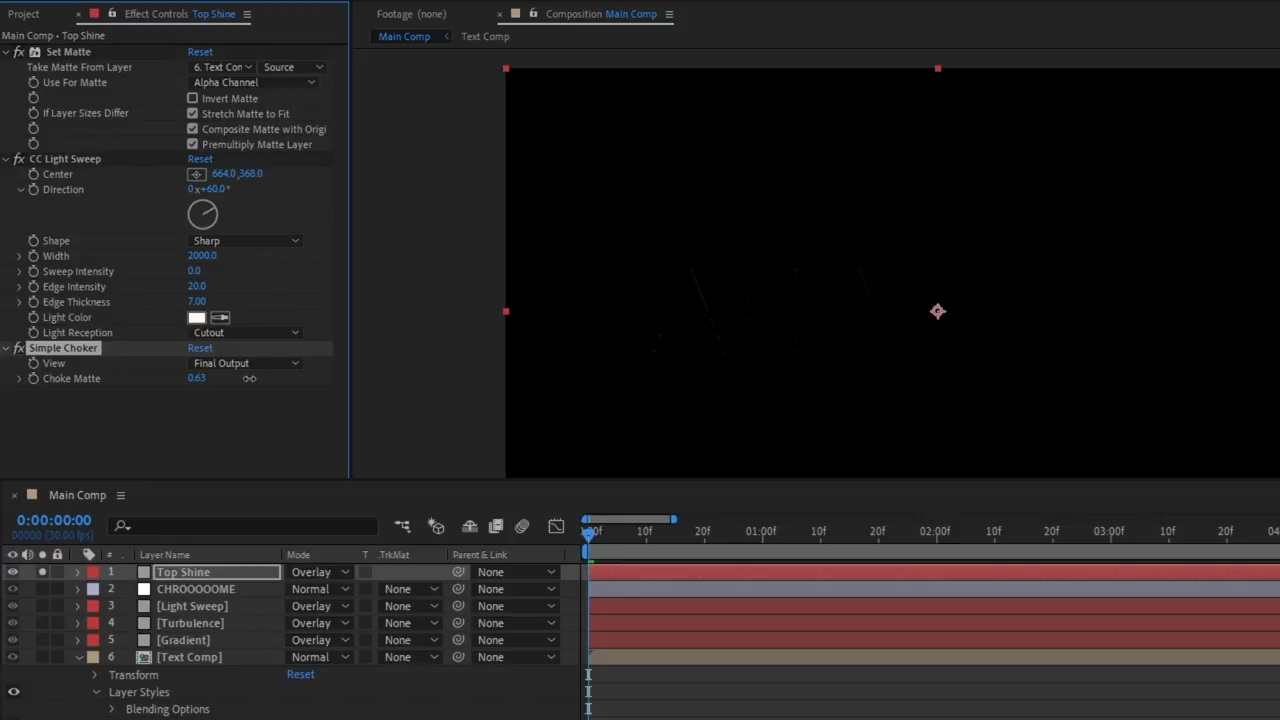 Project × Effect Controls Top Shine ≡
Footage (none) × Composition Main Comp ≡
Main Comp • Top Shine
Main Comp Text Comp
fx Set Matte Reset
Take Matte From Layer 6. Text Con Source
Use For Matte Alpha Channel
Invert Matte
If Layer Sizes Differ Stretch Matte to Fit
Composite Matte with Origi
Premultiply Matte Layer
fx CC Light Sweep Reset
Center 664.0,368.0
Direction 0x+60.0°
Shape Sharp
Width 2000.0
Sweep Intensity 0.0
Edge Intensity 20.0
Edge Thickness 7.00
Light Color
Light Reception Cutout
fx Simple Choker Reset
View Final Output
Choke Matte 0.63
× Main Comp ≡
0:00:00:00
00000 (30.00 fps)
10f 20f 01:00f 10f 20f 02:00f 10f 20f 03:00f 10f 20f
# Layer Name Mode T .TrkMat Parent & Link
1 Top Shine Overlay None
2 CHROOOOOME Normal None None
3 [Light Sweep] Overlay None None
4 [Turbulence] Overlay None None
5 [Gradient] Overlay None None
6 [Text Comp] Normal None None
Transform Reset
Layer Styles
Blending Options